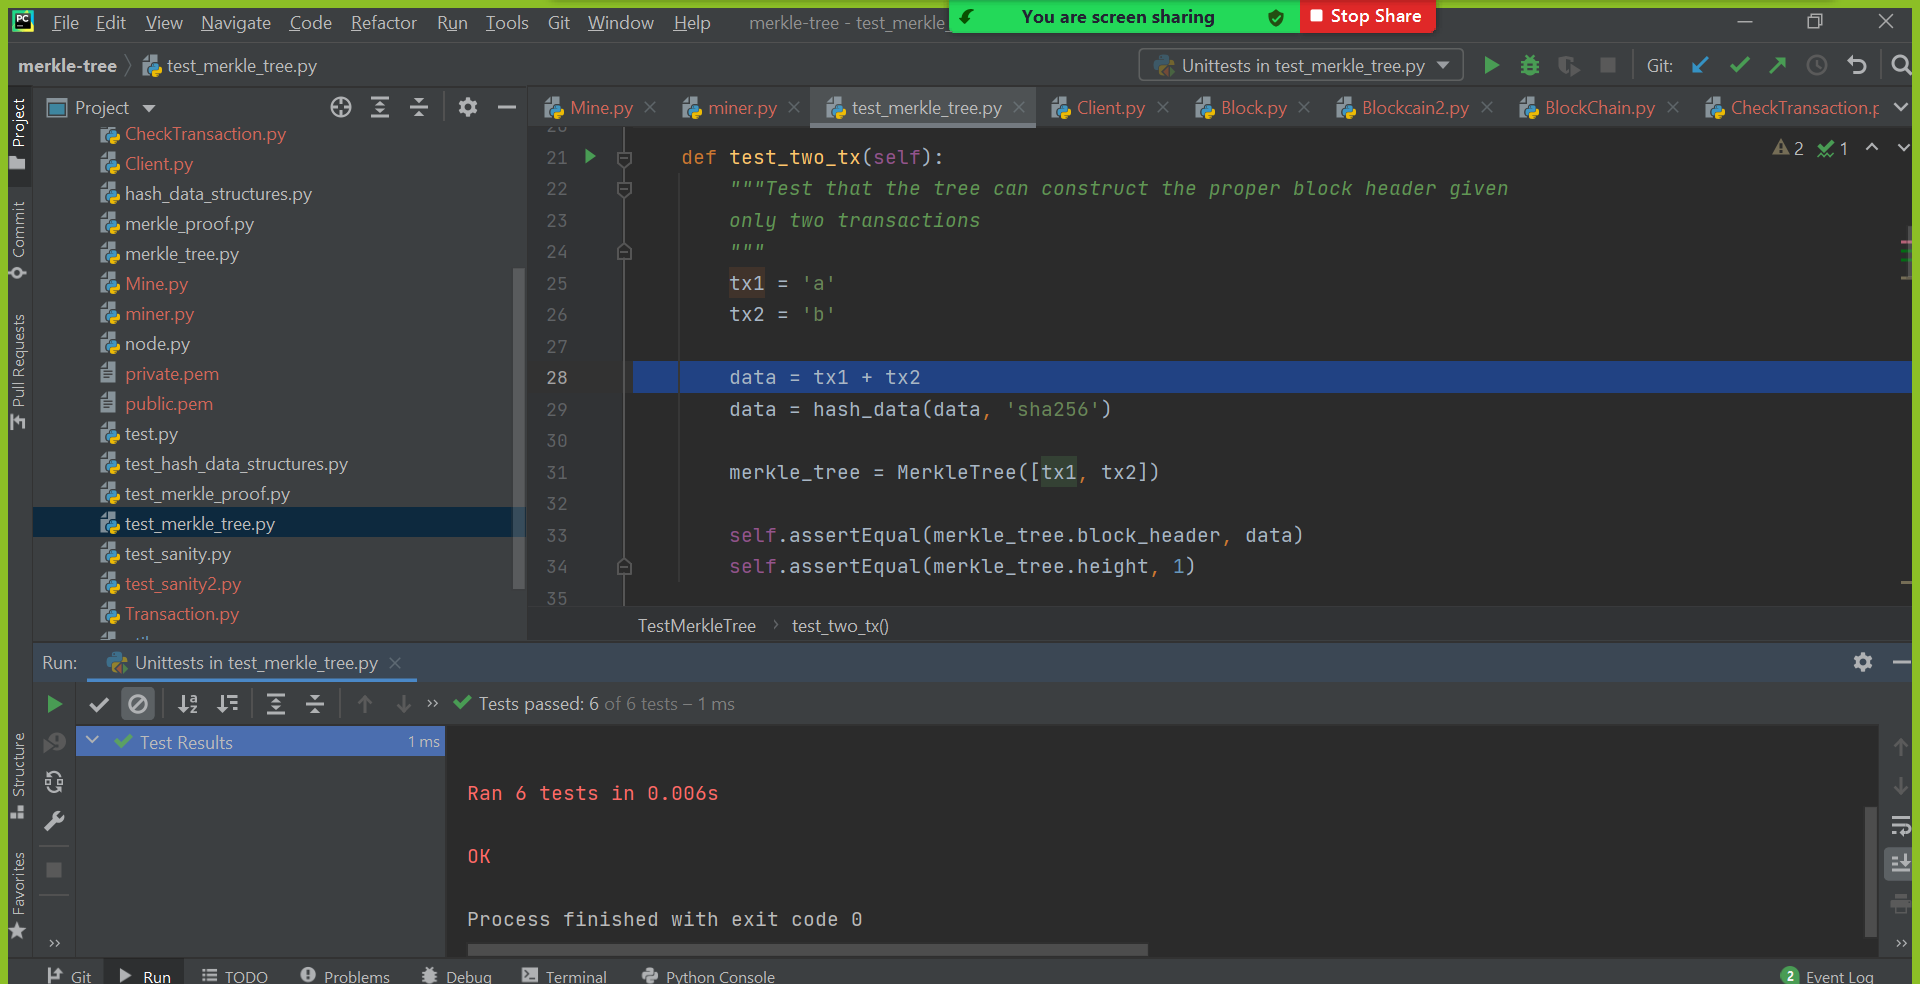 PC File Edit View Navigate Code Refactor Run Tools Git Window Help merkle-tree - test_merkle_
You are screen sharing Stop Share
merkle-tree test_merkle_tree.py Unittests in test_merkle_tree.py Git:
Project
Mine.py miner.py test_merkle_tree.py Client.py Block.py Blockcain2.py BlockChain.py CheckTransaction.p
Project
Commit
Pull Requests
Structure
Favorites
CheckTransaction.py
Client.py
hash_data_structures.py
merkle_proof.py
merkle_tree.py
Mine.py
miner.py
node.py
private.pem
public.pem
test.py
test_hash_data_structures.py
test_merkle_proof.py
test_merkle_tree.py
test_sanity.py
test_sanity2.py
Transaction.py
2 1
21 def test_two_tx(self):
22 """Test that the tree can construct the proper block header given
23 only two transactions
24 """
25 tx1 = 'a'
26 tx2 = 'b'
27
28 data = tx1 + tx2
29 data = hash_data(data, 'sha256')
30
31 merkle_tree = MerkleTree([tx1, tx2])
32
33 self.assertEqual(merkle_tree.block_header, data)
34 self.assertEqual(merkle_tree.height, 1)
35
TestMerkleTree test_two_tx()
Run: Unittests in test_merkle_tree.py
Tests passed: 6 of 6 tests – 1 ms
Test Results 1 ms
Ran 6 tests in 0.006s
OK
Process finished with exit code 0
Git Run TODO Problems Debug Terminal Python Console 2 Event Log